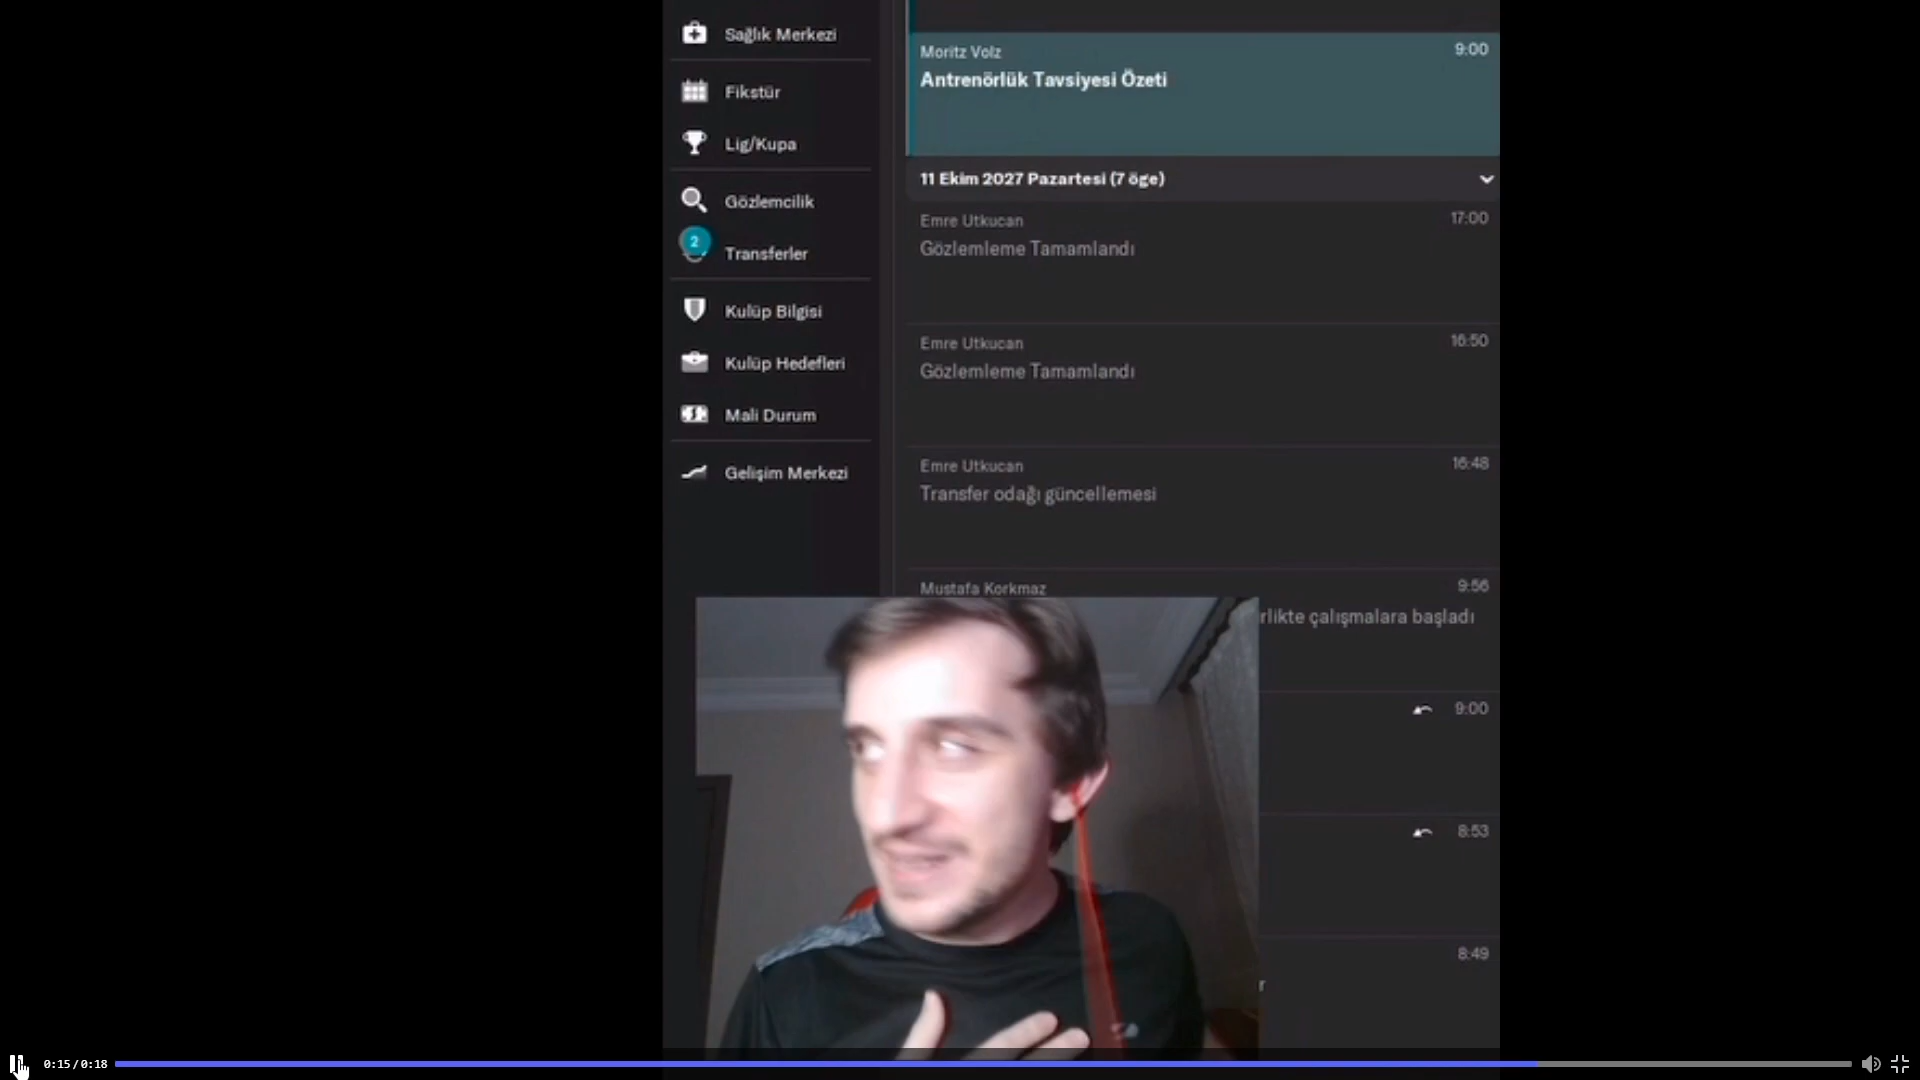 Sağlık Merkezi
Fikstür
Lig/Kupa
Gözlemcilik
2
Transferler
Kulüp Bilgisi
Kulüp Hedefleri
Mali Durum
Gelişim Merkezi
Moritz Volz 9:00
Antrenörlük Tavsiyesi Özeti
11 Ekim 2027 Pazartesi (7 öge)
Emre Utkucan 17:00
Gözlemleme Tamamlandı
Emre Utkucan 16:50
Gözlemleme Tamamlandı
Emre Utkucan 16:48
Transfer odağı güncellemesi
Mustafa Korkmaz 9:56
rlikte çalışmalara başladı
9:00
8:53
8:49
r
0:15/0:18